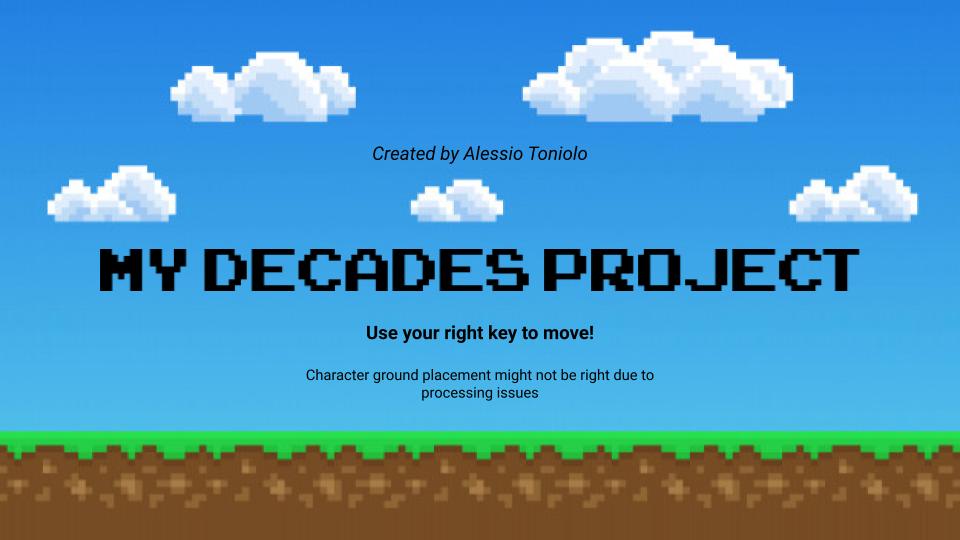 Created by Alessio Toniolo
MY DECADES PROJECT
Use your right key to move!
Character ground placement might not be right due to
processing issues